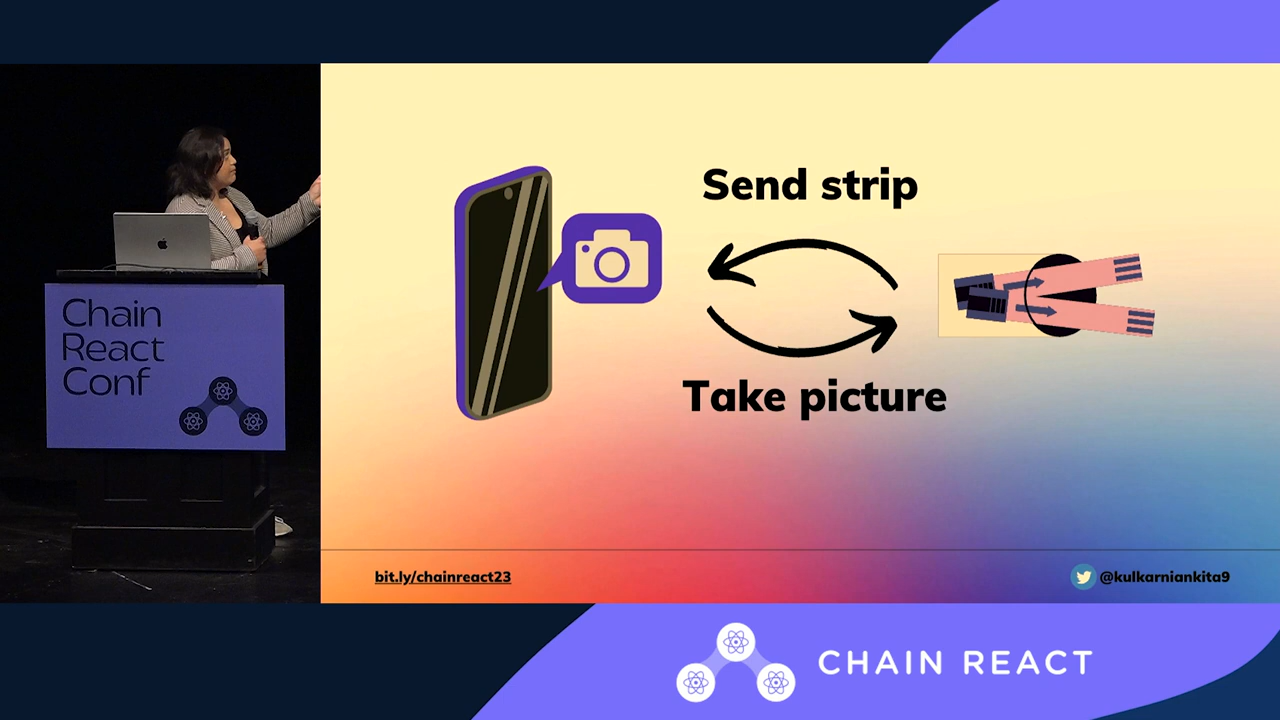 Chain
React
Conf
Send strip
Take picture
bit.ly/chainreact23
@kulkarniankita9
CHAIN REACT